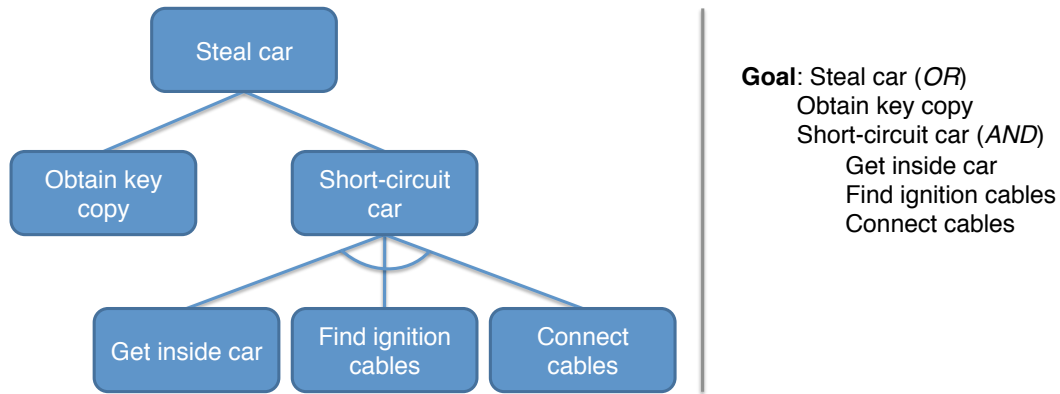 Steal car
Obtain key
copy
Short-circuit
car
Get inside car
Find ignition
cables
Connect
cables
Goal: Steal car (OR)
Obtain key copy
Short-circuit car (AND)
Get inside car
Find ignition cables
Connect cables